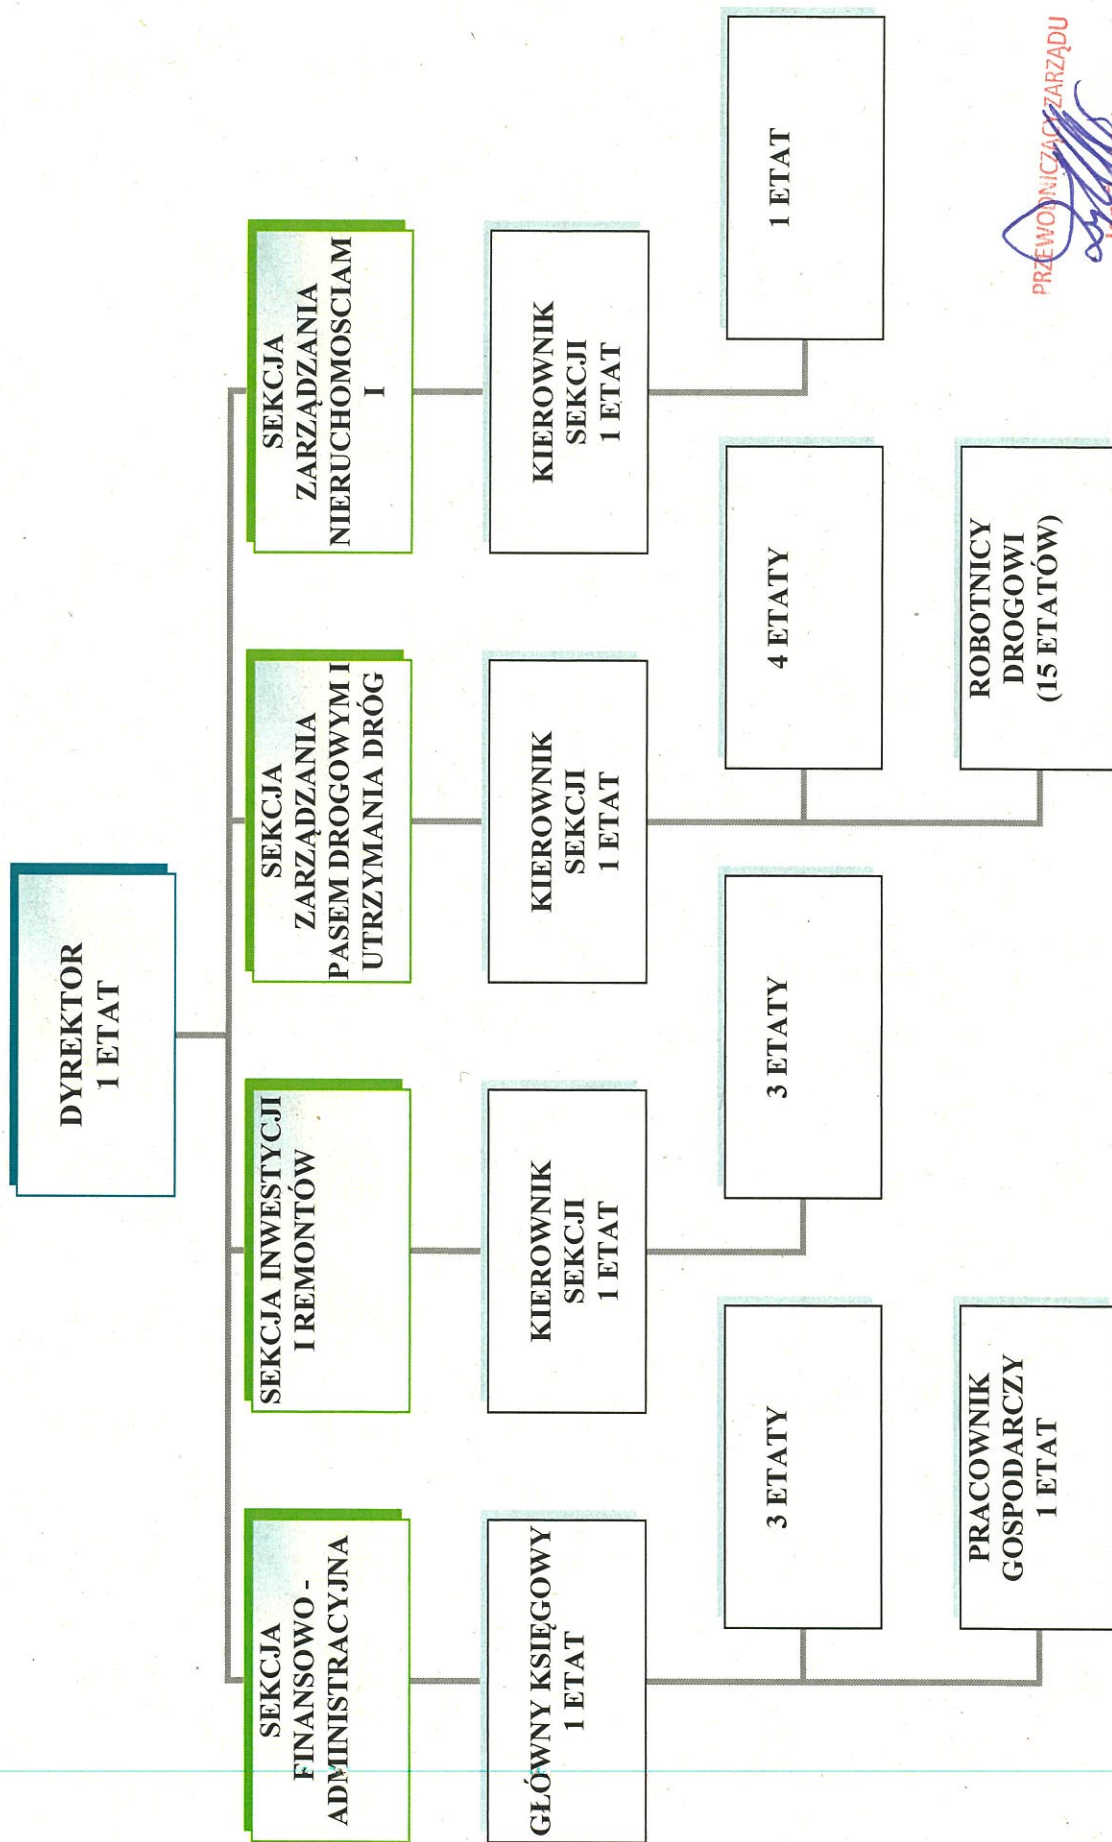 DYREKTOR
1 ETAT
SEKCJA
FINANSOWO -
ADMINISTRACYJNA
SEKCJA INWESTYCJI
I REMONTÓW
SEKCJA
ZARZĄDZANIA
PASEM DROGOWYM I
UTRZYMANIA DRÓG
SEKCJA
ZARZĄDZANIA
NIERUCHOMOSCIAM
I
GŁÓWNY KSIĘGOWY
1 ETAT
KIEROWNIK
SEKCJI
1 ETAT
KIEROWNIK
SEKCJI
1 ETAT
KIEROWNIK
SEKCJI
1 ETAT
3 ETATY
3 ETATY
4 ETATY
1 ETAT
PRACOWNIK
GOSPODARCZY
1 ETAT
ROBOTNICY
DROGOWI
(15 ETATÓW)
PRZEWODNICZĄCY ZARZĄDU